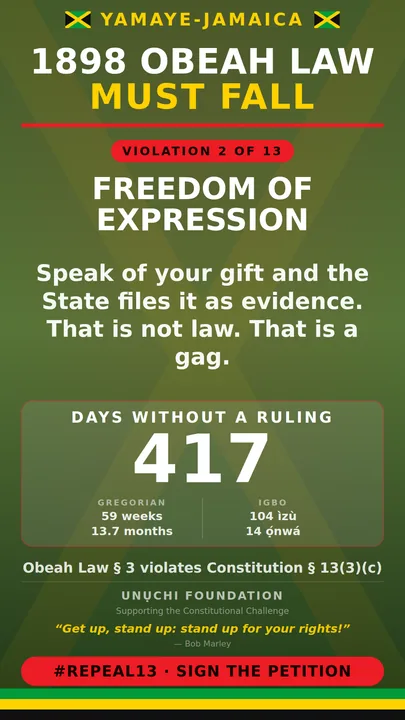 YAMAYE-JAMAICA
1898 OBEAH LAW
MUST FALL
VIOLATION 2 OF 13
FREEDOM OF
EXPRESSION
Speak of your gift and the
State files it as evidence.
That is not law. That is a
gag.
DAYS WITHOUT A RULING
417
GREGORIAN
59 weeks
13.7 months
IGBO
104 ìzù
14 ọ́nwá
Obeah Law § 3 violates Constitution § 13(3)(c)
UNỤCHI FOUNDATION
Supporting the Constitutional Challenge
“Get up, stand up: stand up for your rights!”
— Bob Marley
#REPEAL13 · SIGN THE PETITION